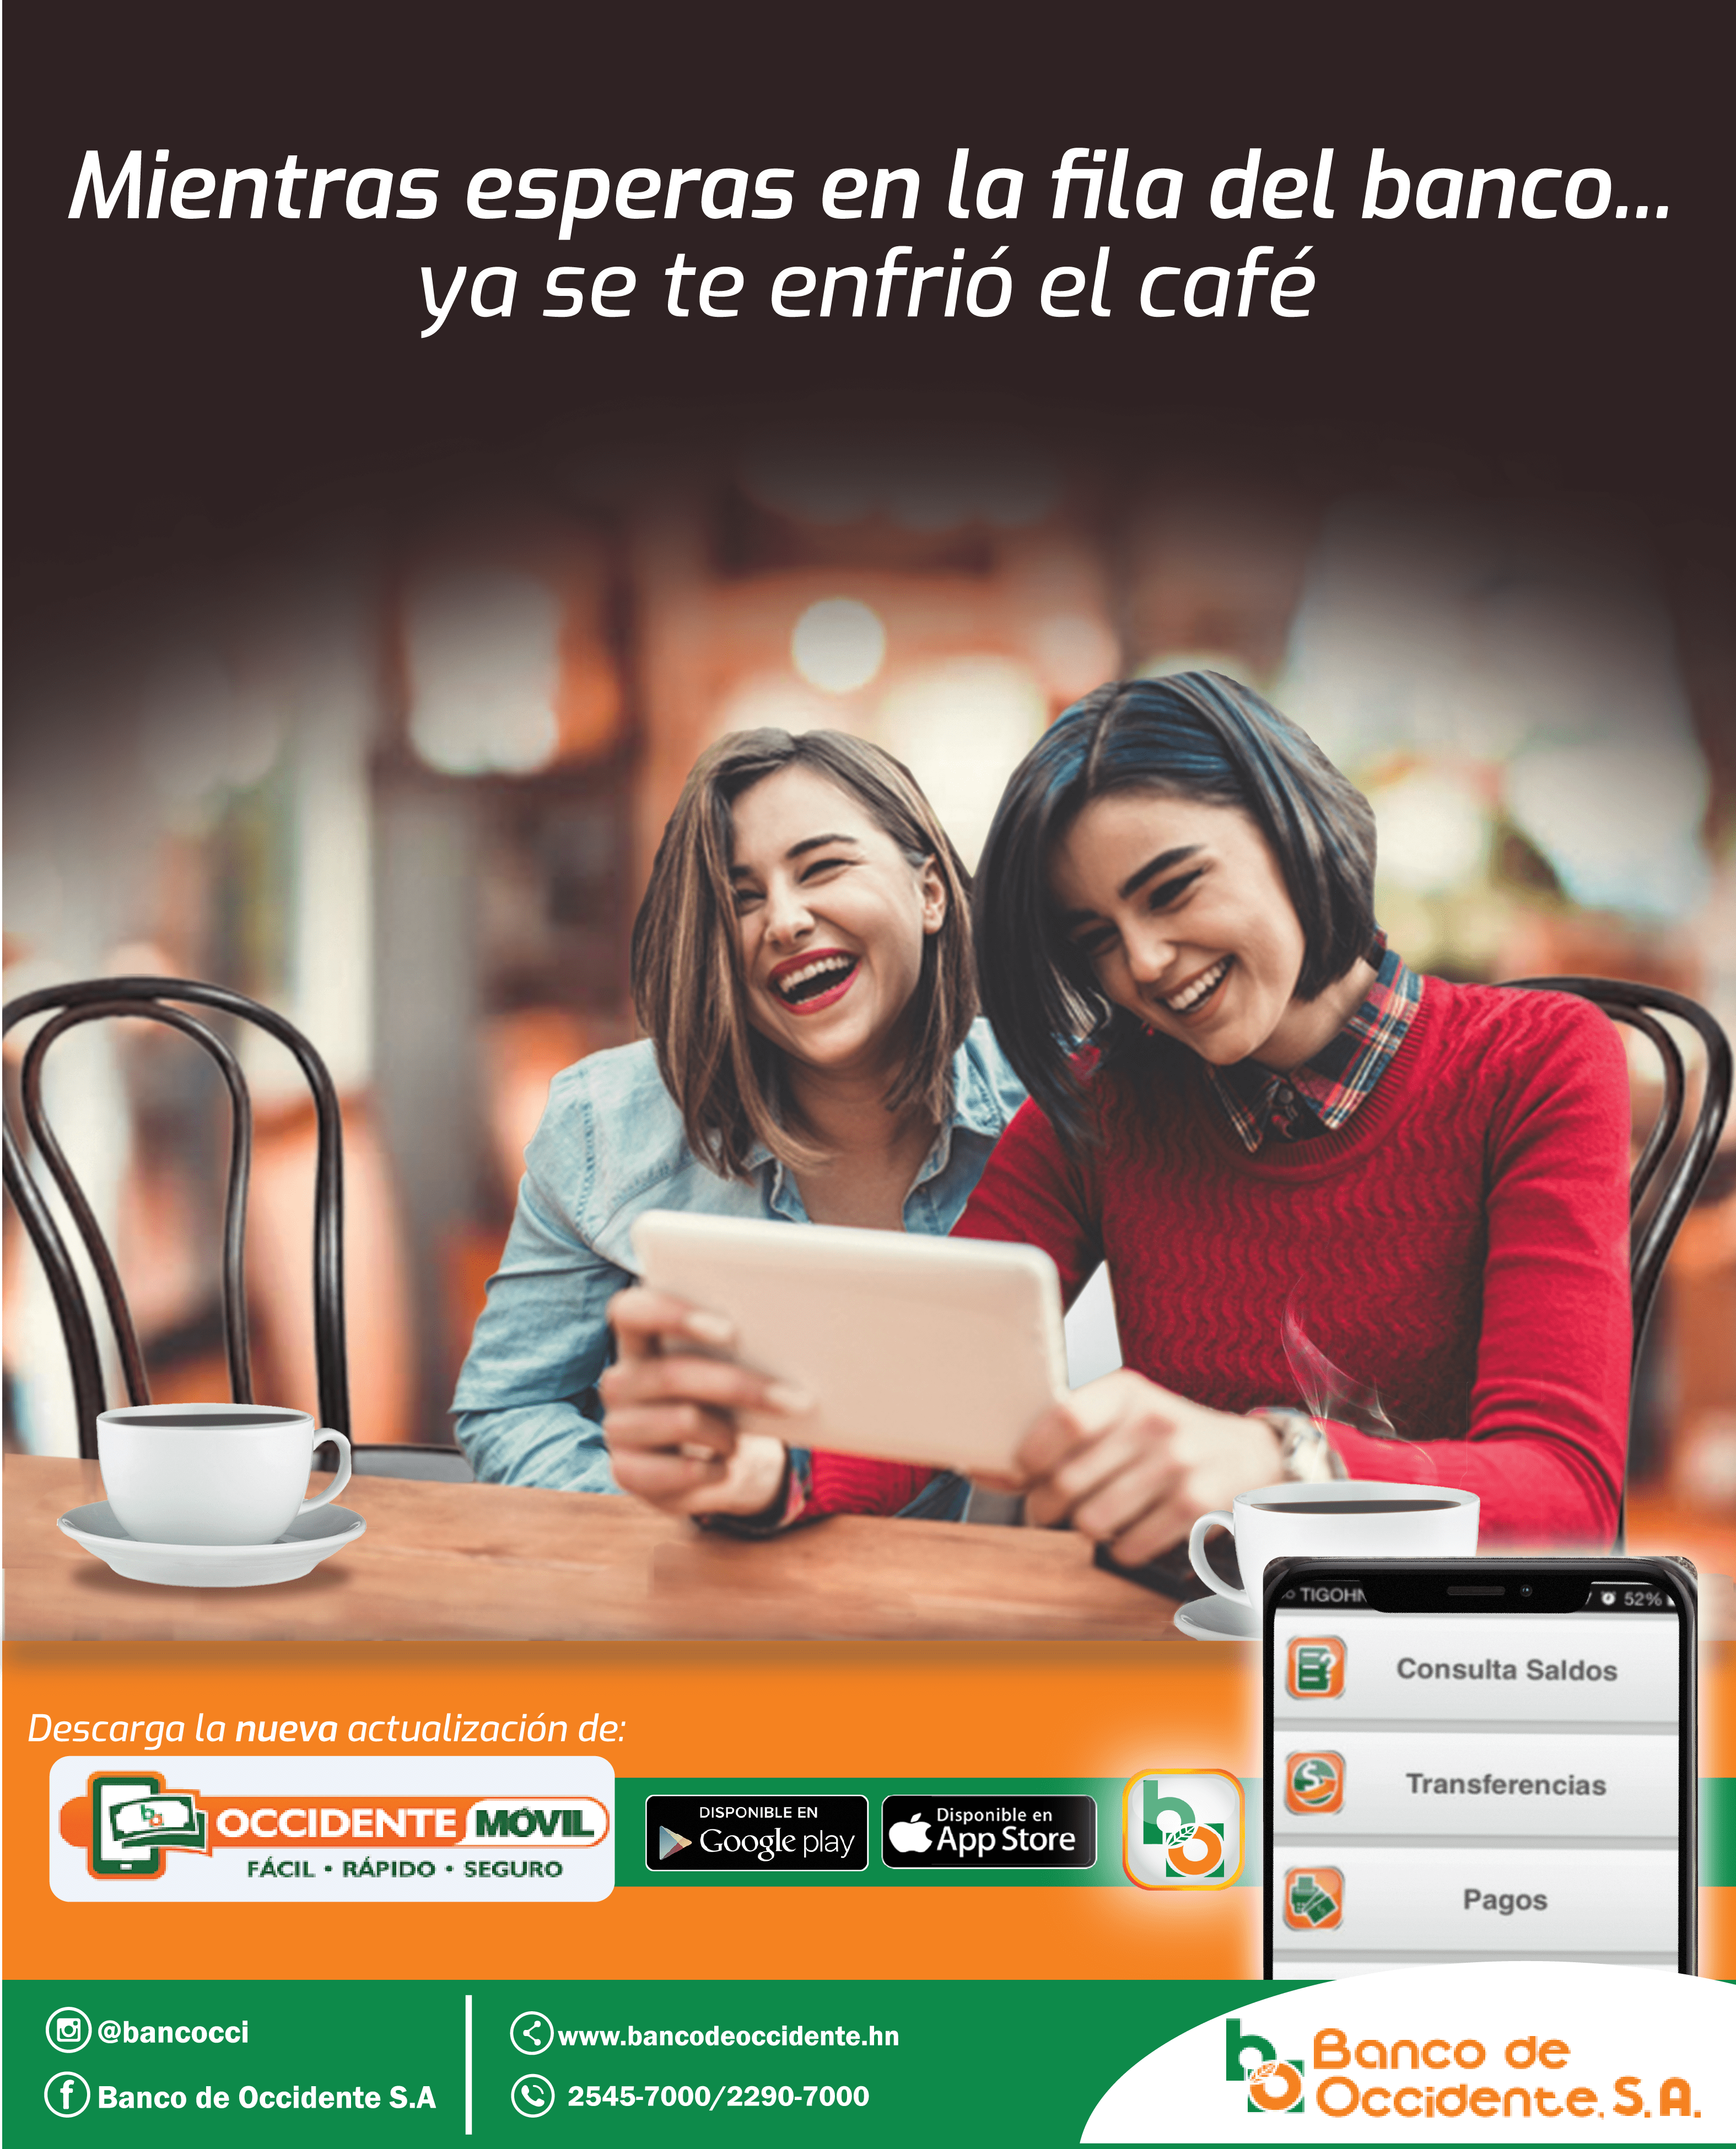 Mientras esperas en la fila del banco...
ya se te enfrió el café
TIGOHN
52%
Consulta Saldos
Transferencias
Pagos
Descarga la nueva actualización de:
OCCIDENTE MÓVIL
FÁCIL • RÁPIDO • SEGURO
DISPONIBLE EN
Google play
Disponible en
App Store
@bancocci
Banco de Occidente S.A
www.bancodeoccidente.hn
2545-7000/2290-7000
Banco de
Occidente, S.A.